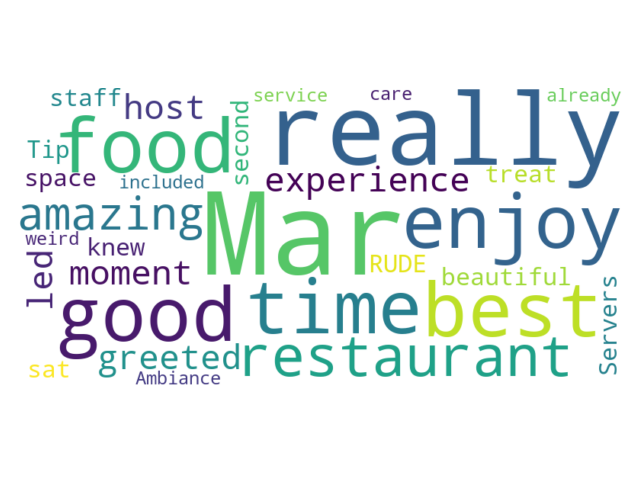 staff
host
service
care
already
Tip
food
second
really
space
included
experience
treat
amazing
Mar
enjoy
weird
knew
led
moment
RUDE
beautiful
good
time
best
Servers
greeted
restaurant
sat
Ambiance